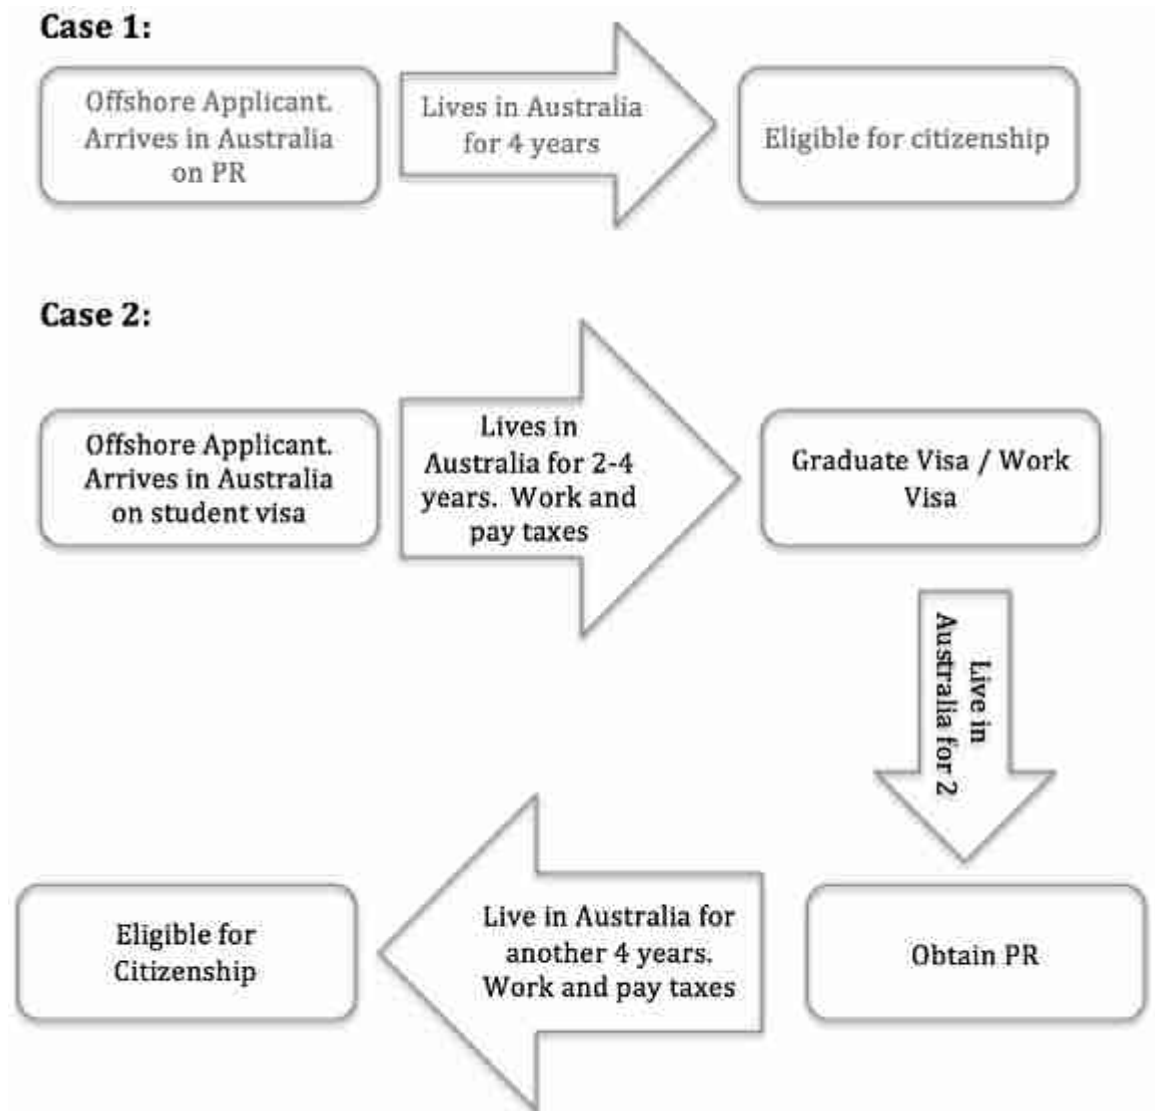 Case 1:
Offshore Applicant.
Arrives in Australia
on PR
Lives in Australia
for 4 years
Eligible for citizenship
Case 2:
Offshore Applicant.
Arrives in Australia
on student visa
Lives in
Australia for 2-4
years. Work and
pay taxes
Graduate Visa / Work
Visa
Live in
Australia for 2
Obtain PR
Live in Australia for
another 4 years.
Work and pay taxes
Eligible for
Citizenship